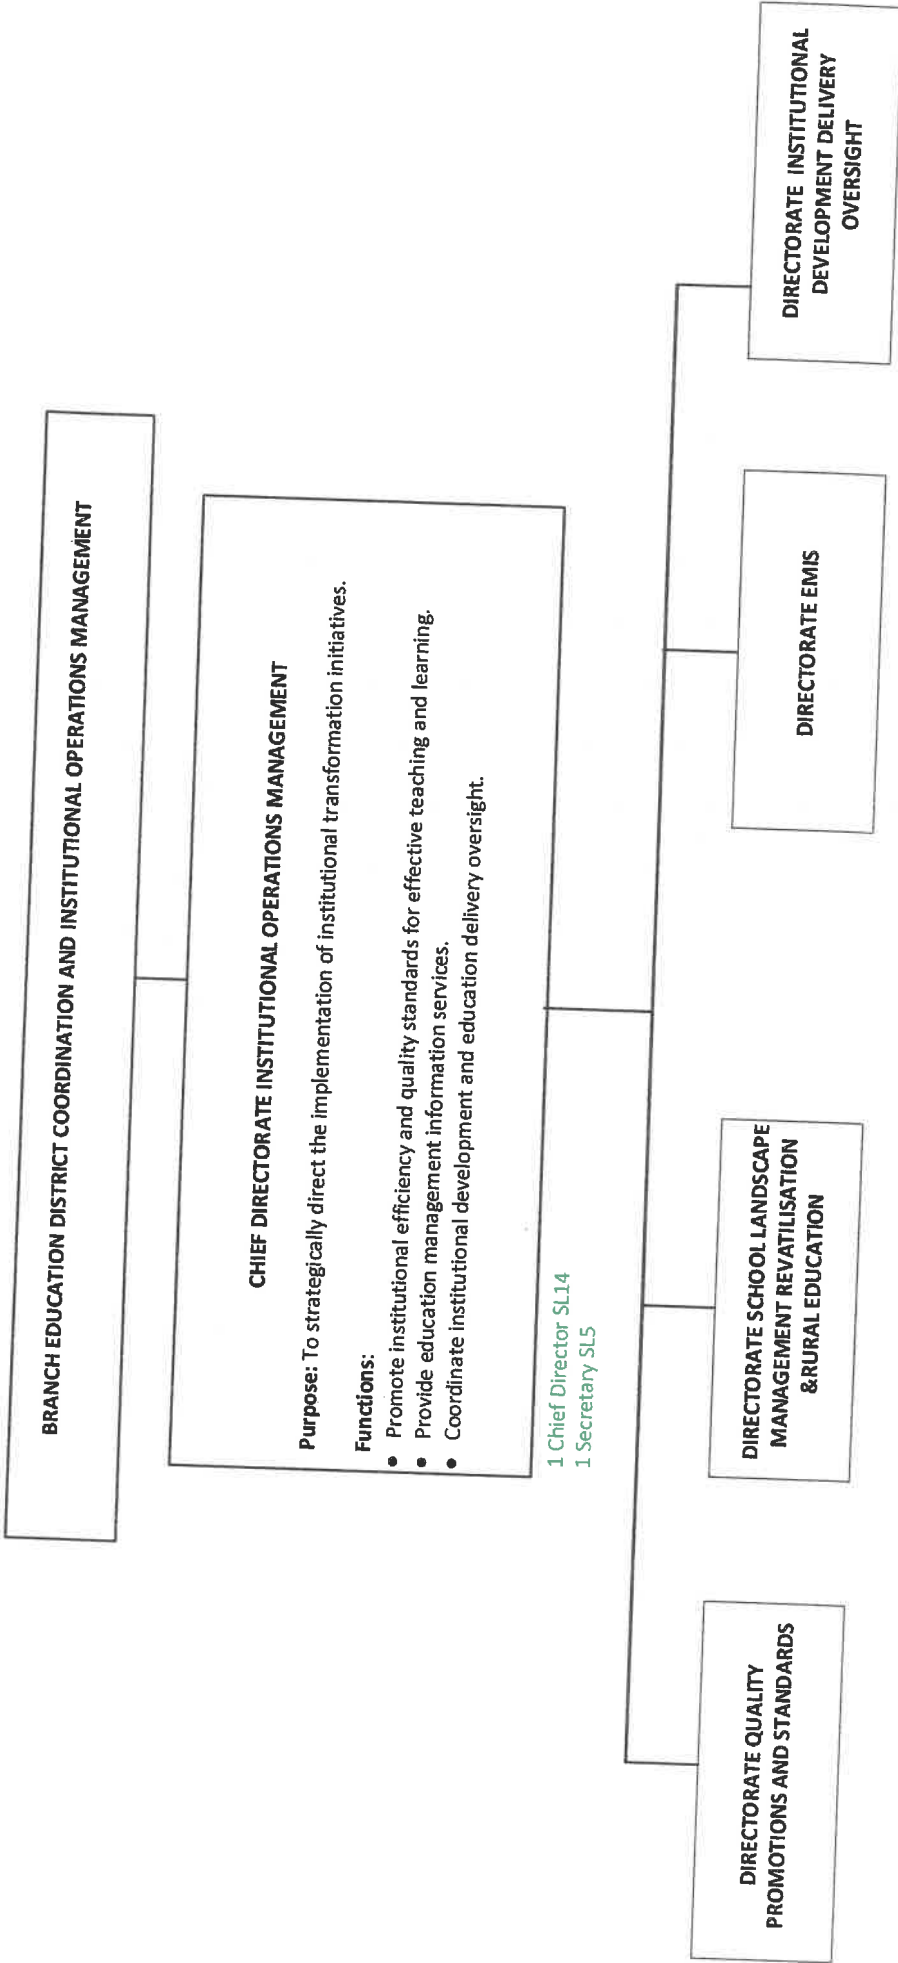 BRANCH EDUCATION DISTRICT COORDINATION AND INSTITUTIONAL OPERATIONS MANAGEMENT
CHIEF DIRECTORATE INSTITUTIONAL OPERATIONS MANAGEMENT
Purpose: To strategically direct the implementation of institutional transformation initiatives.
Functions:
• Promote institutional efficiency and quality standards for effective teaching and learning.
• Provide education management information services.
• Coordinate institutional development and education delivery oversight.
1 Chief Director SL14
1 Secretary SL5
DIRECTORATE QUALITY
PROMOTIONS AND STANDARDS
DIRECTORATE SCHOOL LANDSCAPE
MANAGEMENT REVATILISATION
&RURAL EDUCATION
DIRECTORATE EMIS
DIRECTORATE INSTITUTIONAL
DEVELOPMENT DELIVERY
OVERSIGHT